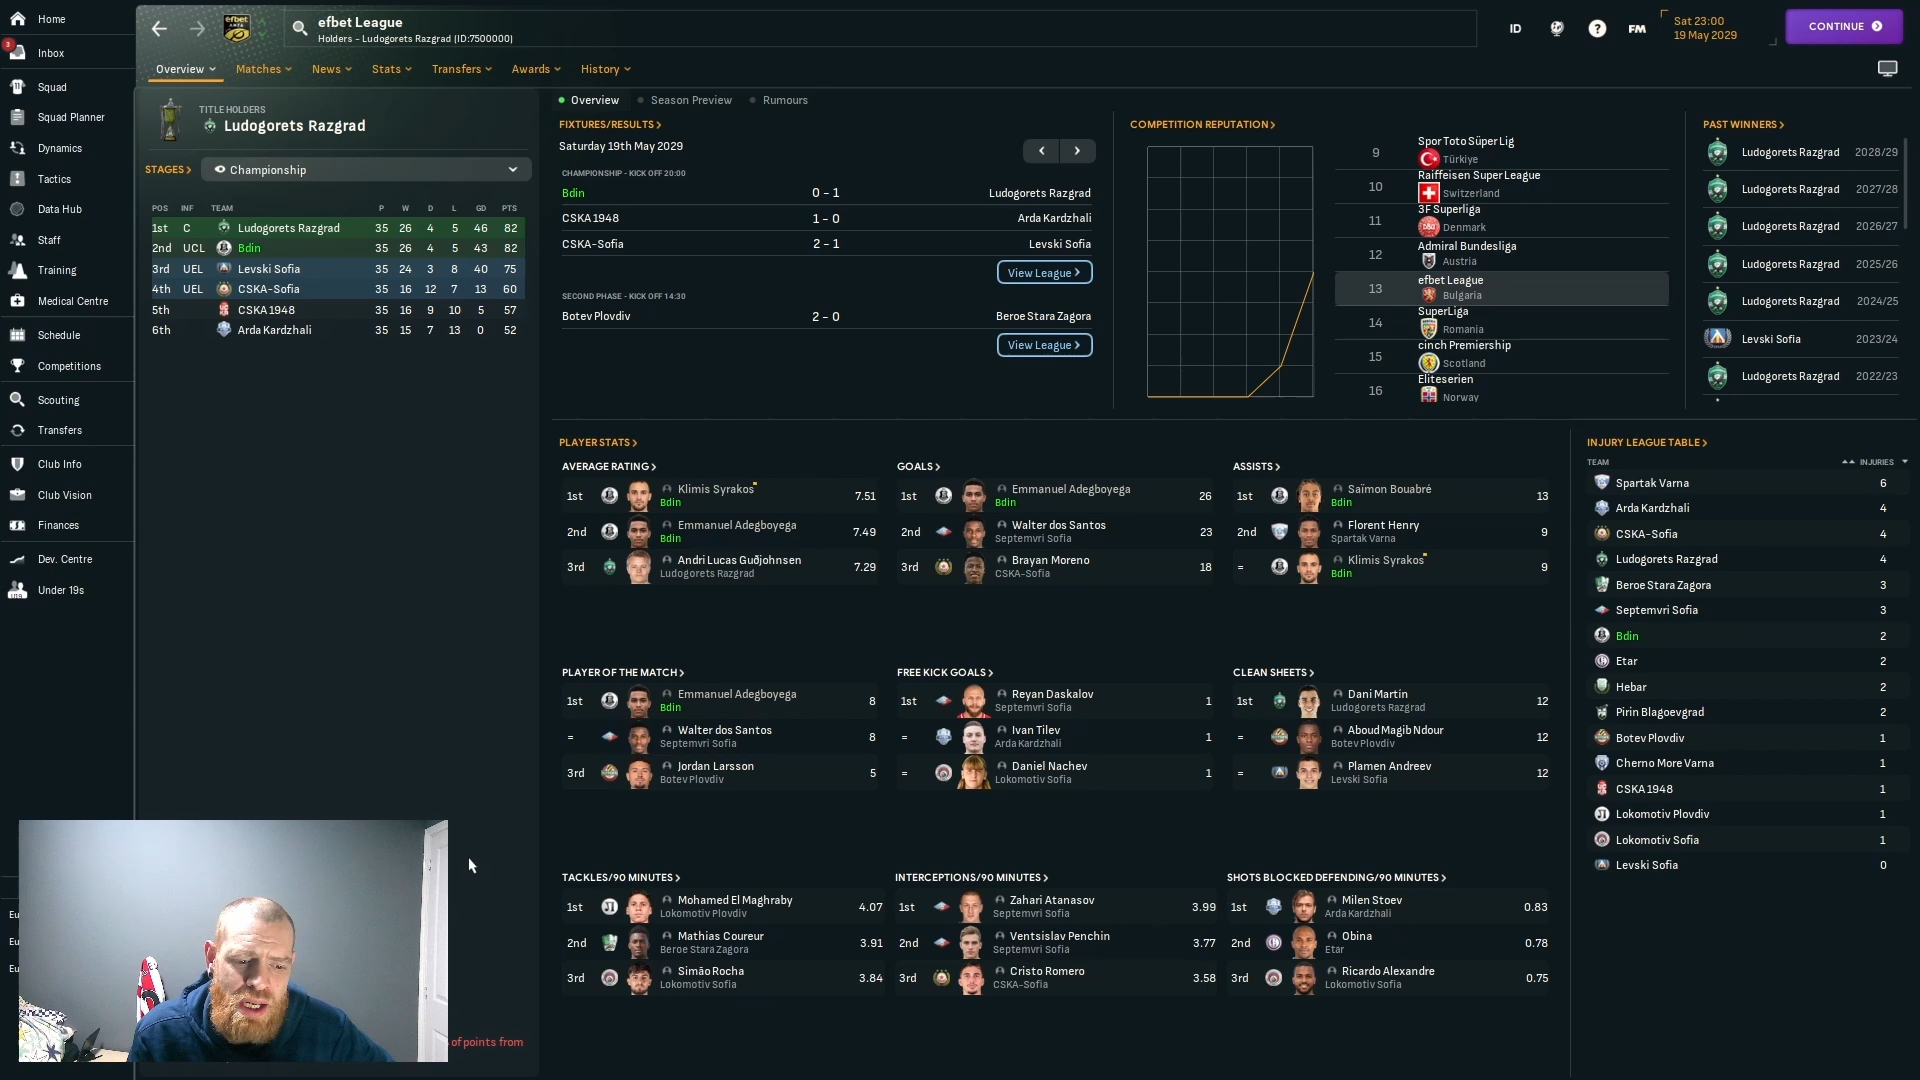 Home
3
Inbox
Squad
Squad Planner
Dynamics
Tactics
Data Hub
Staff
Training
Medical Centre
Schedule
Competitions
Scouting
Transfers
Club Info
Club Vision
Finances
Dev. Centre
Under 19s
Eu
Eu
Eu
efbet
efbet League
Holders - Ludogorets Razgrad (ID:7500000)
ID
?
FM
Sat 23:00
19 May 2029
CONTINUE
Overview Matches News Stats Transfers Awards History
TITLE HOLDERS
Ludogorets Razgrad
STAGES > Championship
POS INF TEAM P W D L GD PTS
1st C Ludogorets Razgrad 35 26 4 5 46 82
2nd UCL Bdin 35 26 4 5 43 82
3rd UEL Levski Sofia 35 24 3 8 40 75
4th UEL CSKA-Sofia 35 16 12 7 13 60
5th CSKA 1948 35 16 9 10 5 57
6th Arda Kardzhali 35 15 7 13 0 52
of points from
Overview Season Preview Rumours
FIXTURES/RESULTS >
Saturday 19th May 2029
CHAMPIONSHIP - KICK OFF 20:00
Bdin 0 - 1 Ludogorets Razgrad
CSKA 1948 1 - 0 Arda Kardzhali
CSKA-Sofia 2 - 1 Levski Sofia
View League >
SECOND PHASE - KICK OFF 14:30
Botev Plovdiv 2 - 0 Beroe Stara Zagora
View League >
COMPETITION REPUTATION >
9 Spor Toto Süper Lig
Türkiye
10 Raiffeisen Super League
Switzerland
11 3F Superliga
Denmark
12 Admiral Bundesliga
Austria
13 efbet League
Bulgaria
14 SuperLiga
Romania
15 cinch Premiership
Scotland
16 Eliteserien
Norway
PAST WINNERS >
Ludogorets Razgrad 2028/29
Ludogorets Razgrad 2027/28
Ludogorets Razgrad 2026/27
Ludogorets Razgrad 2025/26
Ludogorets Razgrad 2024/25
Levski Sofia 2023/24
Ludogorets Razgrad 2022/23
PLAYER STATS >
AVERAGE RATING >
1st Klimis Syrakos 7.51
Bdin
2nd Emmanuel Adegboyega 7.49
Bdin
3rd Andri Lucas Guðjohnsen 7.29
Ludogorets Razgrad
GOALS >
1st Emmanuel Adegboyega 26
Bdin
2nd Walter dos Santos 23
Septemvri Sofia
3rd Brayan Moreno 18
CSKA-Sofia
ASSISTS >
1st Saïmon Bouabré 13
Bdin
2nd Florent Henry 9
Spartak Varna
= Klimis Syrakos 9
Bdin
PLAYER OF THE MATCH >
1st Emmanuel Adegboyega 8
Bdin
= Walter dos Santos 8
Septemvri Sofia
3rd Jordan Larsson 5
Botev Plovdiv
FREE KICK GOALS >
1st Reyan Daskalov 1
Septemvri Sofia
= Ivan Tilev 1
Arda Kardzhali
= Daniel Nachev 1
Lokomotiv Sofia
CLEAN SHEETS >
1st Dani Martín 12
Ludogorets Razgrad
= Aboud Magib Ndour 12
Botev Plovdiv
= Plamen Andreev 12
Levski Sofia
TACKLES/90 MINUTES >
1st Mohamed El Maghraby 4.07
Lokomotiv Plovdiv
2nd Mathias Coureur 3.91
Beroe Stara Zagora
3rd Simão Rocha 3.84
Lokomotiv Sofia
INTERCEPTIONS/90 MINUTES >
1st Zahari Atanasov 3.99
Septemvri Sofia
2nd Ventsislav Penchin 3.77
Septemvri Sofia
3rd Cristo Romero 3.58
CSKA-Sofia
SHOTS BLOCKED DEFENDING/90 MINUTES >
1st Milen Stoev 0.83
Arda Kardzhali
2nd Obina 0.78
Etar
3rd Ricardo Alexandre 0.75
Lokomotiv Sofia
INJURY LEAGUE TABLE >
TEAM INJURIES
Spartak Varna 6
Arda Kardzhali 4
CSKA-Sofia 4
Ludogorets Razgrad 4
Beroe Stara Zagora 3
Septemvri Sofia 3
Bdin 2
Etar 2
Hebar 2
Pirin Blagoevgrad 2
Botev Plovdiv 1
Cherno More Varna 1
CSKA 1948 1
Lokomotiv Plovdiv 1
Lokomotiv Sofia 1
Levski Sofia 0